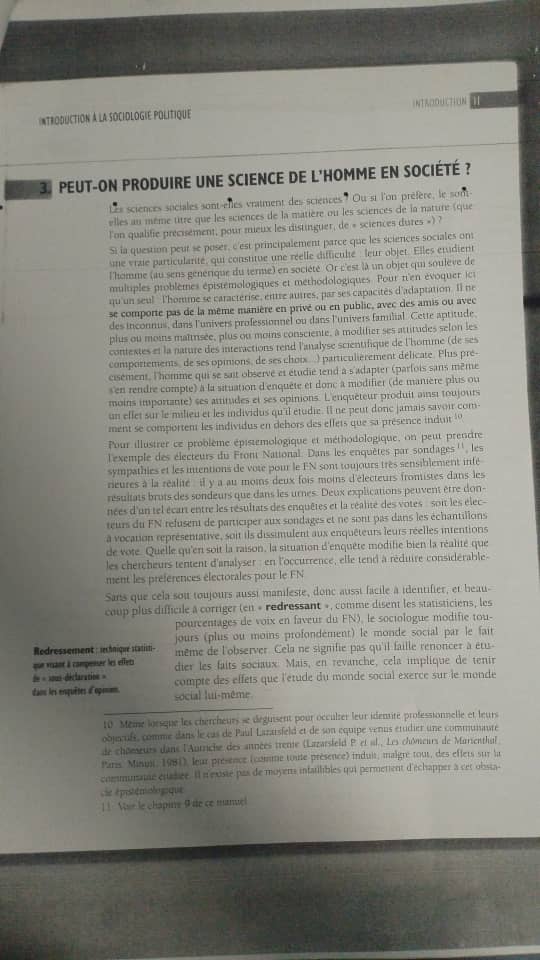 INTRODUCTION À LA SOCIOLOGIE POLITIQUE
INTRODUCTION 11
3. PEUT-ON PRODUIRE UNE SCIENCE DE L'HOMME EN SOCIÉTÉ ?
Les sciences sociales sont-elles vraiment des sciences ? Ou si l'on préfère, le sont-
elles au même titre que les sciences de la matière ou les sciences de la nature (que
l'on qualifie précisément, pour mieux les distinguer, de « sciences dures ») ?
Si la question peut se poser, c'est principalement parce que les sciences sociales ont
une vraie particularité, qui constitue une réelle difficulté : leur objet. Elles étudient
l'homme (au sens générique du terme) en société. Or c'est là un objet qui soulève de
multiples problèmes épistémologiques et méthodologiques. Pour n'en évoquer ici
qu'un seul : l'homme se caractérise, entre autres, par ses capacités d'adaptation. Il ne
se comporte pas de la même manière en privé ou en public, avec des amis ou avec
des inconnus, dans l'univers professionnel ou dans l'univers familial. Cette aptitude,
plus ou moins maîtrisée, plus ou moins consciente, à modifier ses attitudes selon les
contextes et la nature des interactions rend l'analyse scientifique de l'homme (de ses
comportements, de ses opinions, de ses choix...) particulièrement délicate. Plus pré-
cisément, l'homme qui se sait observé et étudié tend à s'adapter (parfois sans même
s'en rendre compte) à la situation d'enquête et donc à modifier (de manière plus ou
moins importante) ses attitudes et ses opinions. L'enquêteur produit ainsi toujours
un effet sur le milieu et les individus qu'il étudie. Il ne peut donc jamais savoir com-
ment se comportent les individus en dehors des effets que sa présence induit 10.
Pour illustrer ce problème épistémologique et méthodologique, on peut prendre
l'exemple des électeurs du Front National. Dans les enquêtes par sondages 11, les
sympathies et les intentions de vote pour le FN sont toujours très sensiblement infé-
rieures à la réalité : il y a au moins deux fois moins d'électeurs frontistes dans les
résultats bruts des sondeurs que dans les urnes. Deux explications peuvent être don-
nées d'un tel écart entre les résultats des enquêtes et la réalité des votes : soit les élec-
teurs du FN refusent de participer aux sondages et ne sont pas dans les échantillons
à vocation représentative, soit ils dissimulent aux enquêteurs leurs réelles intentions
de vote. Quelle qu'en soit la raison, la situation d'enquête modifie bien la réalité que
les chercheurs tentent d'analyser : en l'occurrence, elle tend à réduire considérable-
ment les préférences électorales pour le FN.
Sans que cela soit toujours aussi manifeste, donc aussi facile à identifier, et beau-
coup plus difficile à corriger (en « redressant », comme disent les statisticiens, les
pourcentages de voix en faveur du FN), le sociologue modifie tou-
jours (plus ou moins profondément) le monde social par le fait
même de l'observer. Cela ne signifie pas qu'il faille renoncer à étu-
dier les faits sociaux. Mais, en revanche, cela implique de tenir
compte des effets que l'étude du monde social exerce sur le monde
social lui-même.
Redressement : technique statisti-
que visant à compenser les effets
de « sous-déclaration »
dans les enquêtes d'opinion.
10. Même lorsque les chercheurs se déguisent pour occulter leur identité professionnelle et leurs
objectifs, comme dans le cas de Paul Lazarsfeld et de son équipe venus étudier une communauté
de chômeurs dans l'Autriche des années trente (Lazarsfeld P. et al., Les chômeurs de Marienthal,
Paris, Minuit, 1981), leur présence (comme toute présence) induit, malgré tout, des effets sur la
communauté étudiée. Il n'existe pas de moyens infaillibles qui permettent d'échapper à cet obsta-
cle épistémologique.
11. Voir le chapitre 9 de ce manuel.